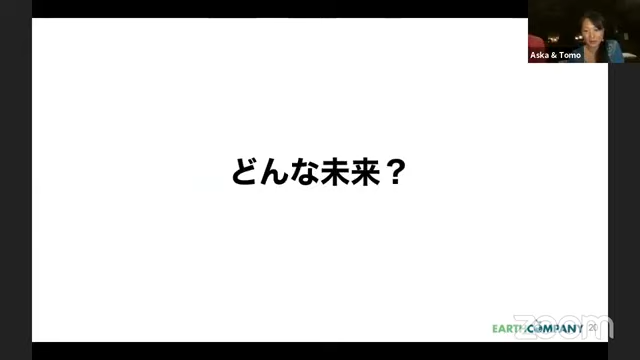 Aska & Tomo
どんな未来？
EARTH COMPANY 20
zoom